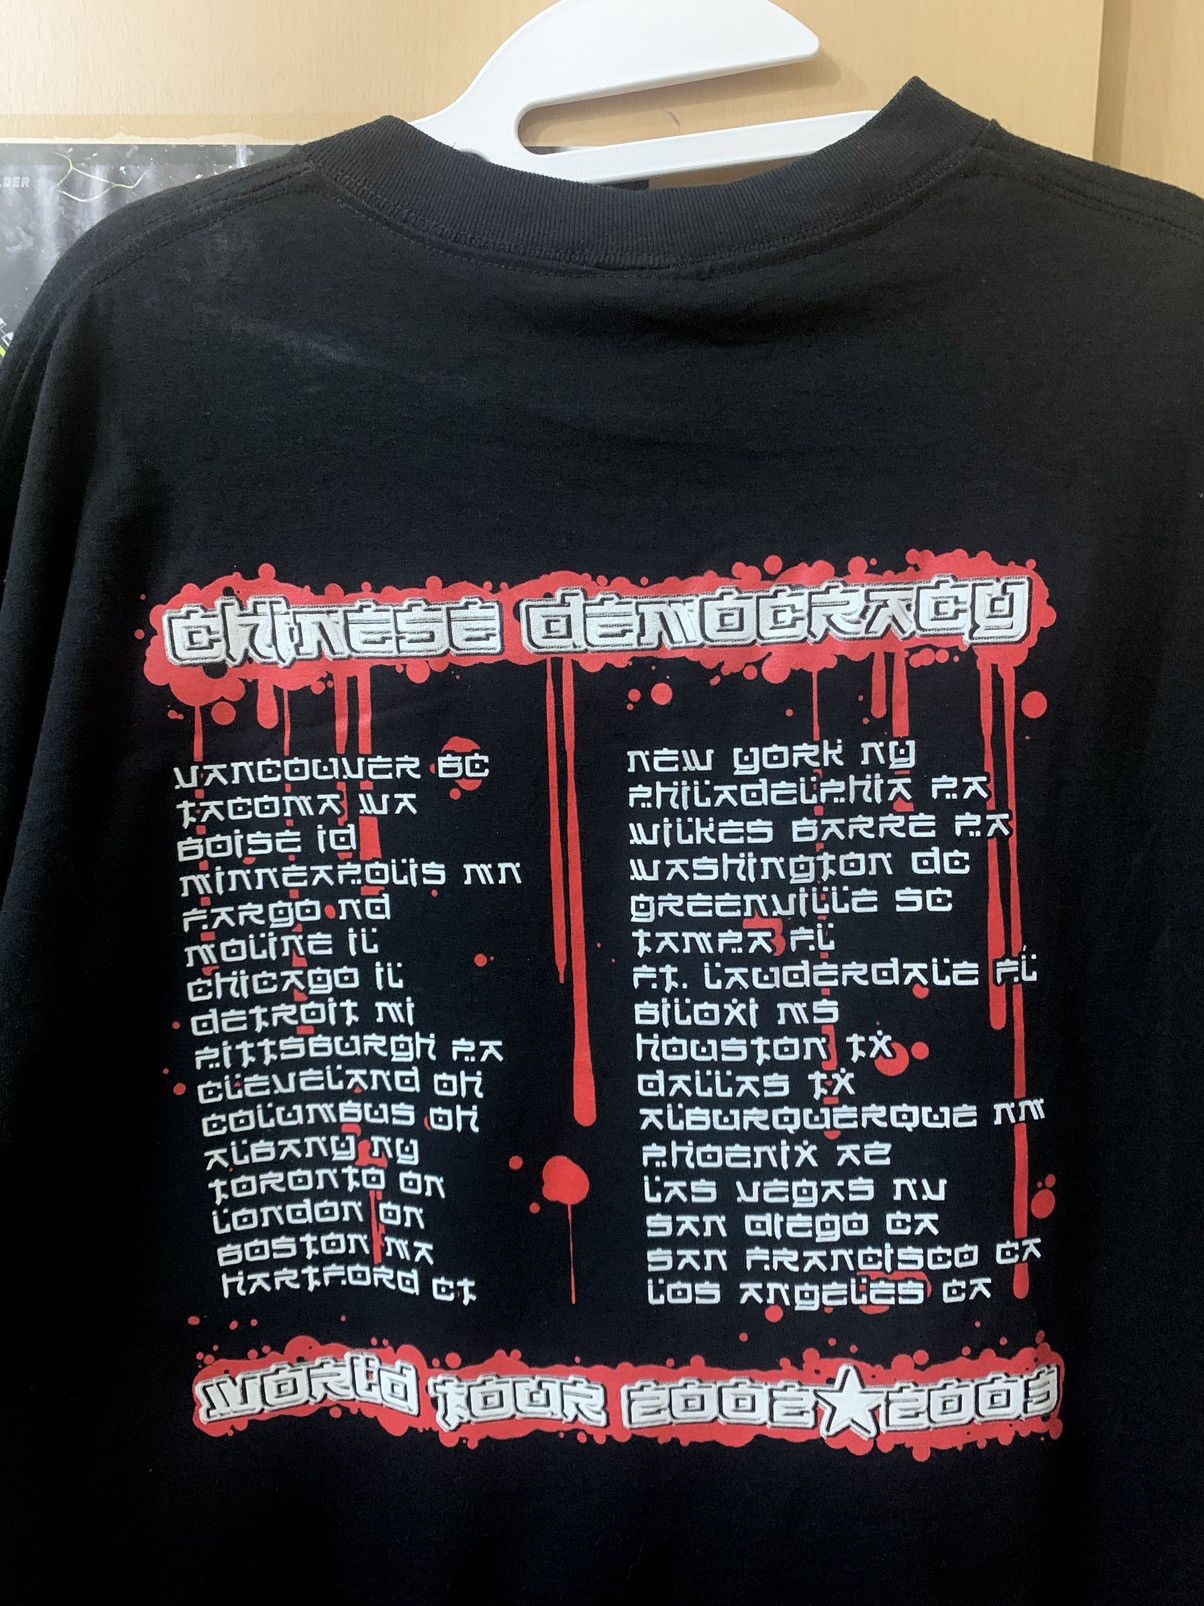 CHINESE DEMOCRACY
VANCOUVER BC
TACOMA WA
BOISE ID
MINNEAPOLIS MN
FARGO ND
MOLINE IL
CHICAGO IL
DETROIT MI
PITTSBURGH PA
CLEVELAND OH
COLUMBUS OH
ALBANY NY
TORONTO ON
LONDON ON
BOSTON MA
HARTFORD CT
NEW YORK NY
PHILADELPHIA PA
WILKES BARRE PA
WASHINGTON DC
GREENVILLE SC
TAMPA FL
FT. LAUDERDALE FL
BILOXI MS
HOUSTON TX
DALLAS TX
ALBURQUERQUE NM
PHOENIX AZ
LAS VEGAS NV
SAN DIEGO CA
SAN FRANCISCO CA
LOS ANGELES CA
WORLD TOUR 2002★2003